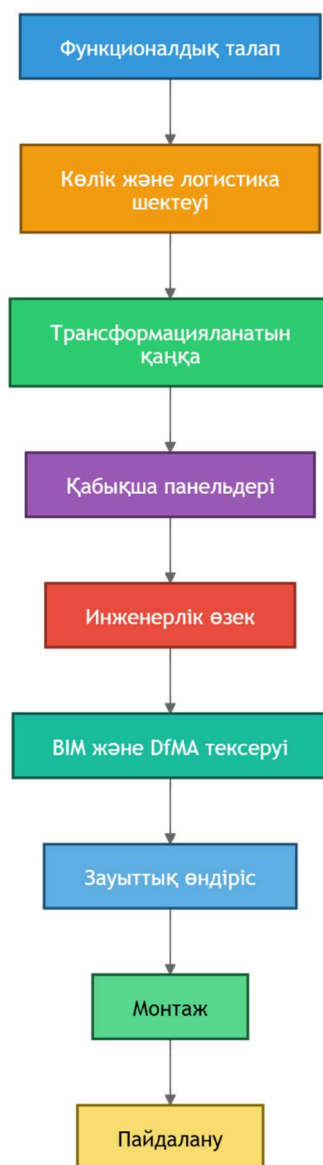 Функционалдық талап
Көлік және логистика
шектеуі
Трансформацияланатын
қаңқа
Қабықша панельдері
Инженерлік өзек
BIM және DfMA тексеруі
Зауыттық өндіріс
Монтаж
Пайдалану